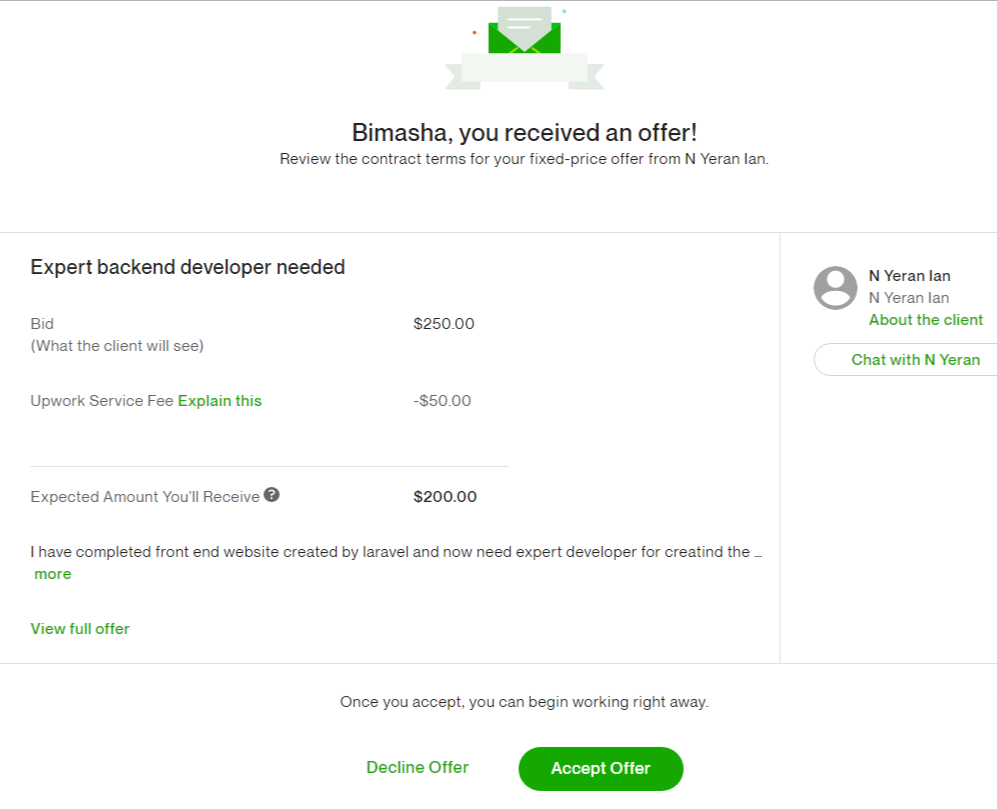 Bimasha, you received an offer!
Review the contract terms for your fixed-price offer from N Yeran Ian.
Expert backend developer needed
Bid
(What the client will see)
$250.00
Upwork Service Fee Explain this
-$50.00
Expected Amount You'll Receive ?
$200.00
I have completed front end website created by laravel and now need expert developer for creatind the ...
more
View full offer
N Yeran Ian
N Yeran Ian
About the client
Chat with N Yeran
Once you accept, you can begin working right away.
Decline Offer
Accept Offer